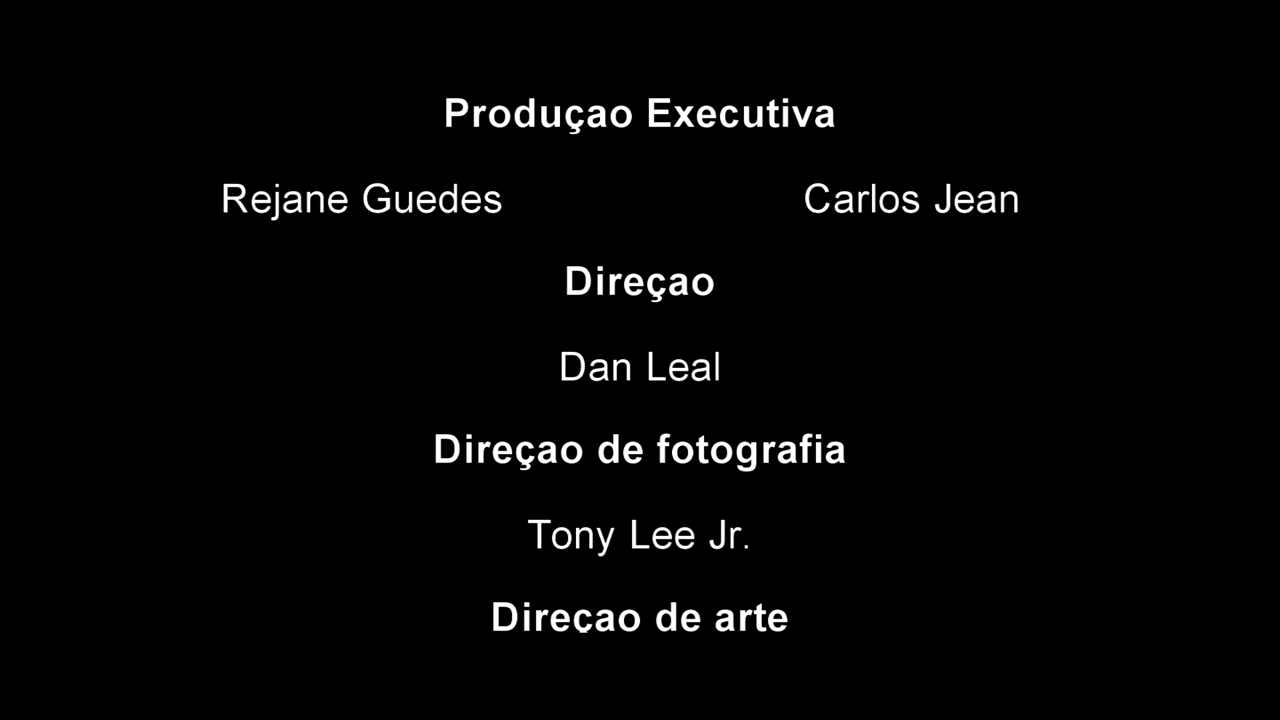 Produçao Executiva
Rejane Guedes Carlos Jean
Direçao
Dan Leal
Direçao de fotografia
Tony Lee Jr.
Direçao de arte